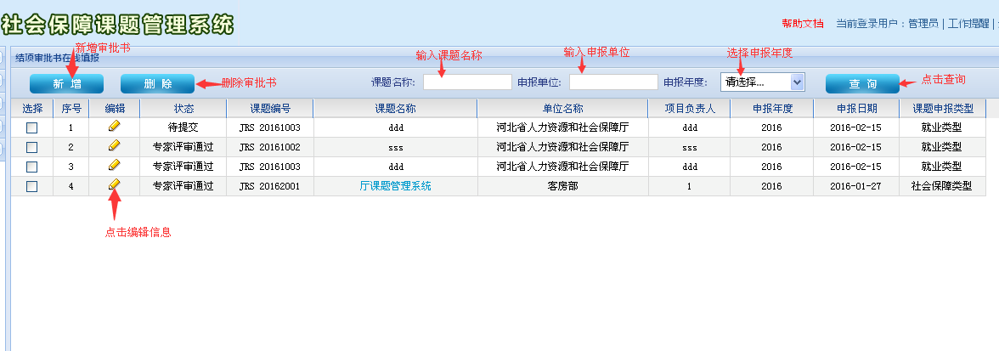 社会保障课题管理系统
帮助文档 当前登录用户：管理员 | 工作提醒 |
新增审批书
结项审批书在线填报
输入课题名称 输入申报单位 选择申报年度
新 增 删 除 删除审批书 课题名称: 申报单位: 申报年度: 请选择... 查 询 点击查询
选择 序号 编辑 状态 课题编号 课题名称 单位名称 项目负责人 申报年度 申报日期 课题申报类型
1 待提交 JRS 20161003 ddd 河北省人力资源和社会保障厅 ddd 2016 2016-02-15 就业类型
2 专家评审通过 JRS 20161002 sss 河北省人力资源和社会保障厅 sss 2016 2016-02-15 就业类型
3 专家评审通过 JRS 20161003 ddd 河北省人力资源和社会保障厅 ddd 2016 2016-02-15 就业类型
4 专家评审通过 JRS 20162001 厅课题管理系统 客房部 1 2016 2016-01-27 社会保障类型
点击编辑信息